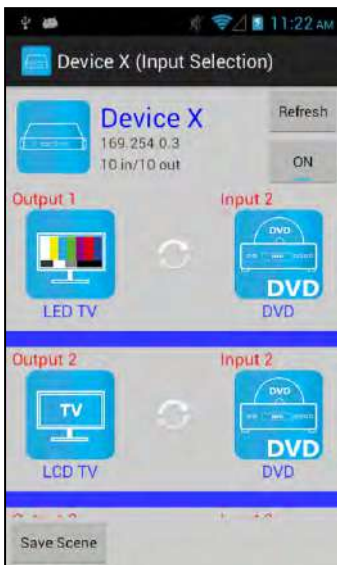 11:22 AM
Device X (Input Selection)
Device X
Refresh
169.254.0.3
10 in/10 out
ON
Output 1
Input 2
DVD
DVD
LED TV
DVD
Output 2
Input 2
TV
DVD
DVD
LCD TV
DVD
Save Scene